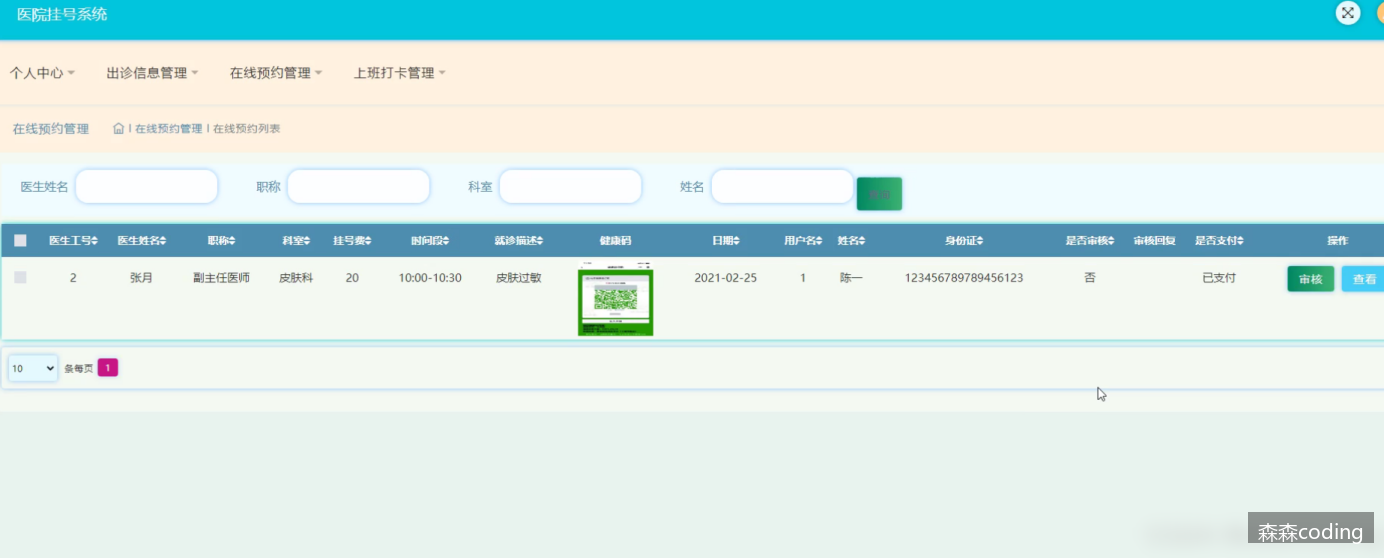 医院挂号系统
个人中心 出诊信息管理 在线预约管理 上班打卡管理
在线预约管理 | 在线预约管理 | 在线预约列表
医生姓名 职称 科室 姓名
医生工号 医生姓名 职称 科室 挂号费 时间段 就诊描述 健康码 日期 用户名 姓名 身份证 是否审核 审核回复 是否支付 操作
2 张月 副主任医师 皮肤科 20 10:00-10:30 皮肤过敏 2021-02-25 1 陈一 123456789789456123 否 已支付 审核 查看
10 条每页 1
森森coding